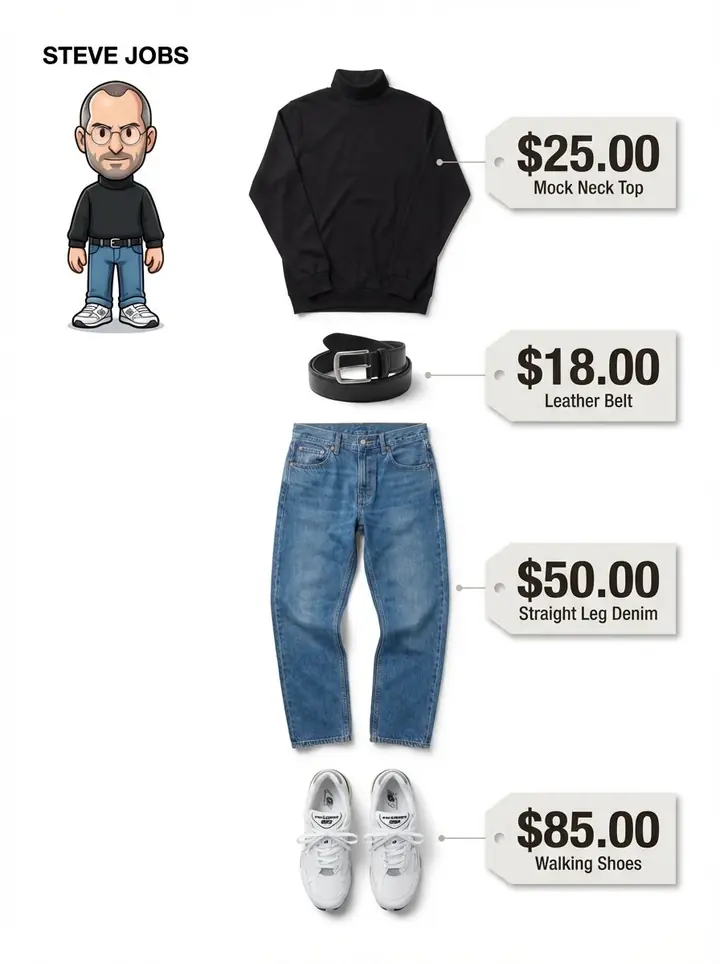 STEVE JOBS
$25.00
Mock Neck Top
$18.00
Leather Belt
$50.00
Straight Leg Denim
$85.00
Walking Shoes